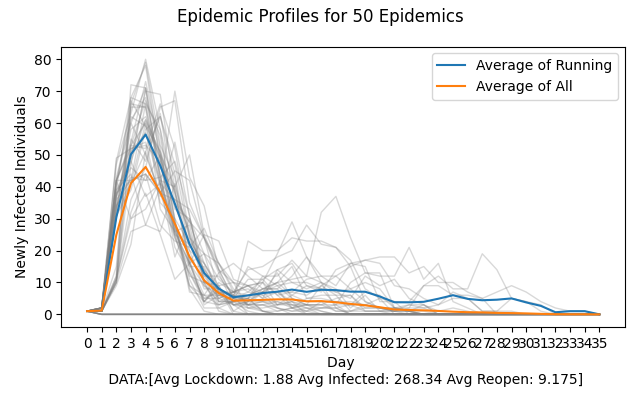 Epidemic Profiles for 50 Epidemics
Average of Running
Average of All
Newly Infected Individuals
80
70
60
50
40
30
20
10
0
0 1 2 3 4 5 6 7 8 9 10 11 12 13 14 15 16 17 18 19 20 21 22 23 24 25 26 27 28 29 30 31 32 33 34 35
Day
DATA:[Avg Lockdown: 1.88 Avg Infected: 268.34 Avg Reopen: 9.175]